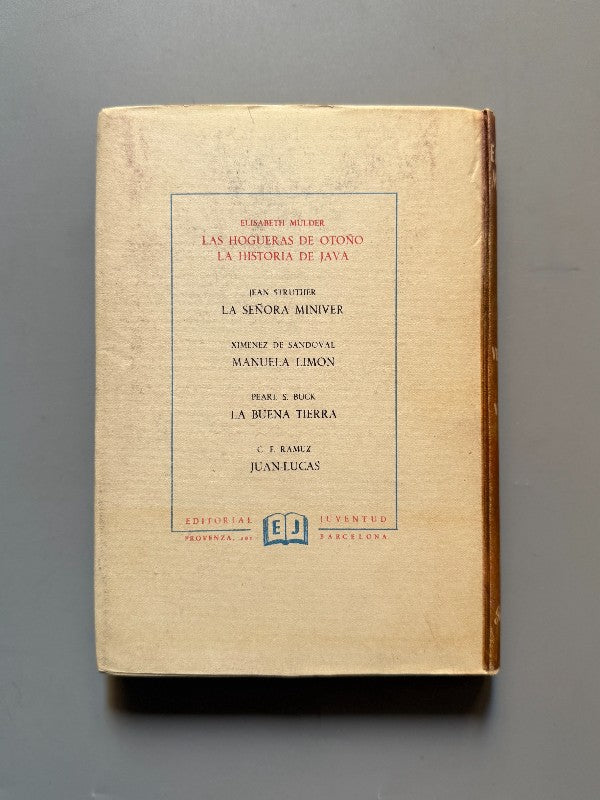 ELISABETH MULDER
LAS HOGUERAS DE OTOÑO
LA HISTORIA DE JAVA
JEAN STRUTHER
LA SEÑORA MINIVER
XIMENEZ DE SANDOVAL
MANUELA LIMON
PEARL S. BUCK
LA BUENA TIERRA
C. F. RAMUZ
JUAN-LUCAS
EDITORIAL EJ JUVENTUD
PROVENZA, BARCELONA